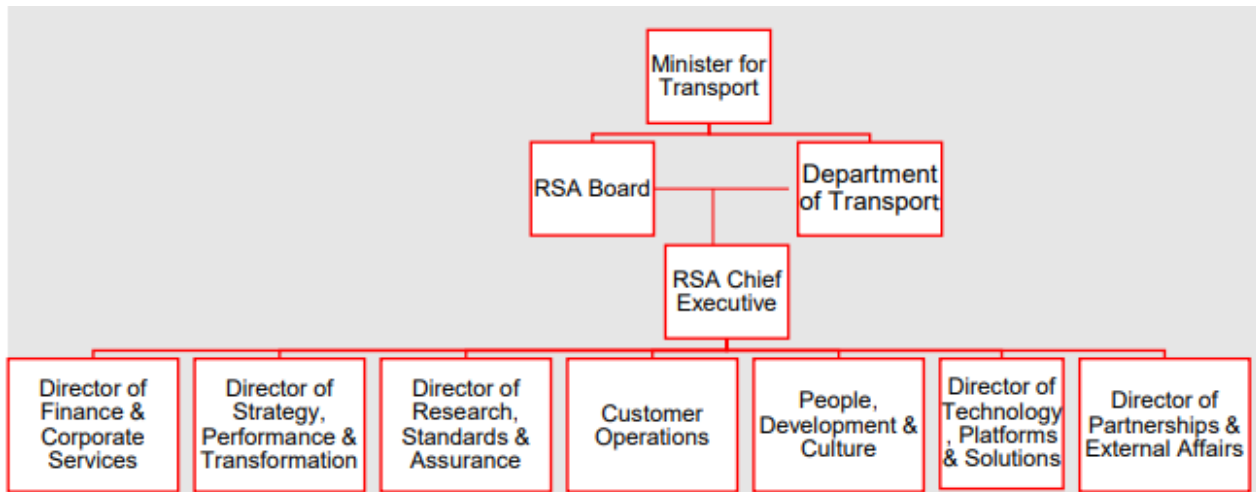 Minister for
Transport
RSA Board
Department
of Transport
RSA Chief
Executive
Director of
Finance &
Corporate
Services
Director of
Strategy,
Performance &
Transformation
Director of
Research,
Standards &
Assurance
Customer
Operations
People,
Development &
Culture
Director of
Technology
, Platforms
& Solutions
Director of
Partnerships &
External Affairs